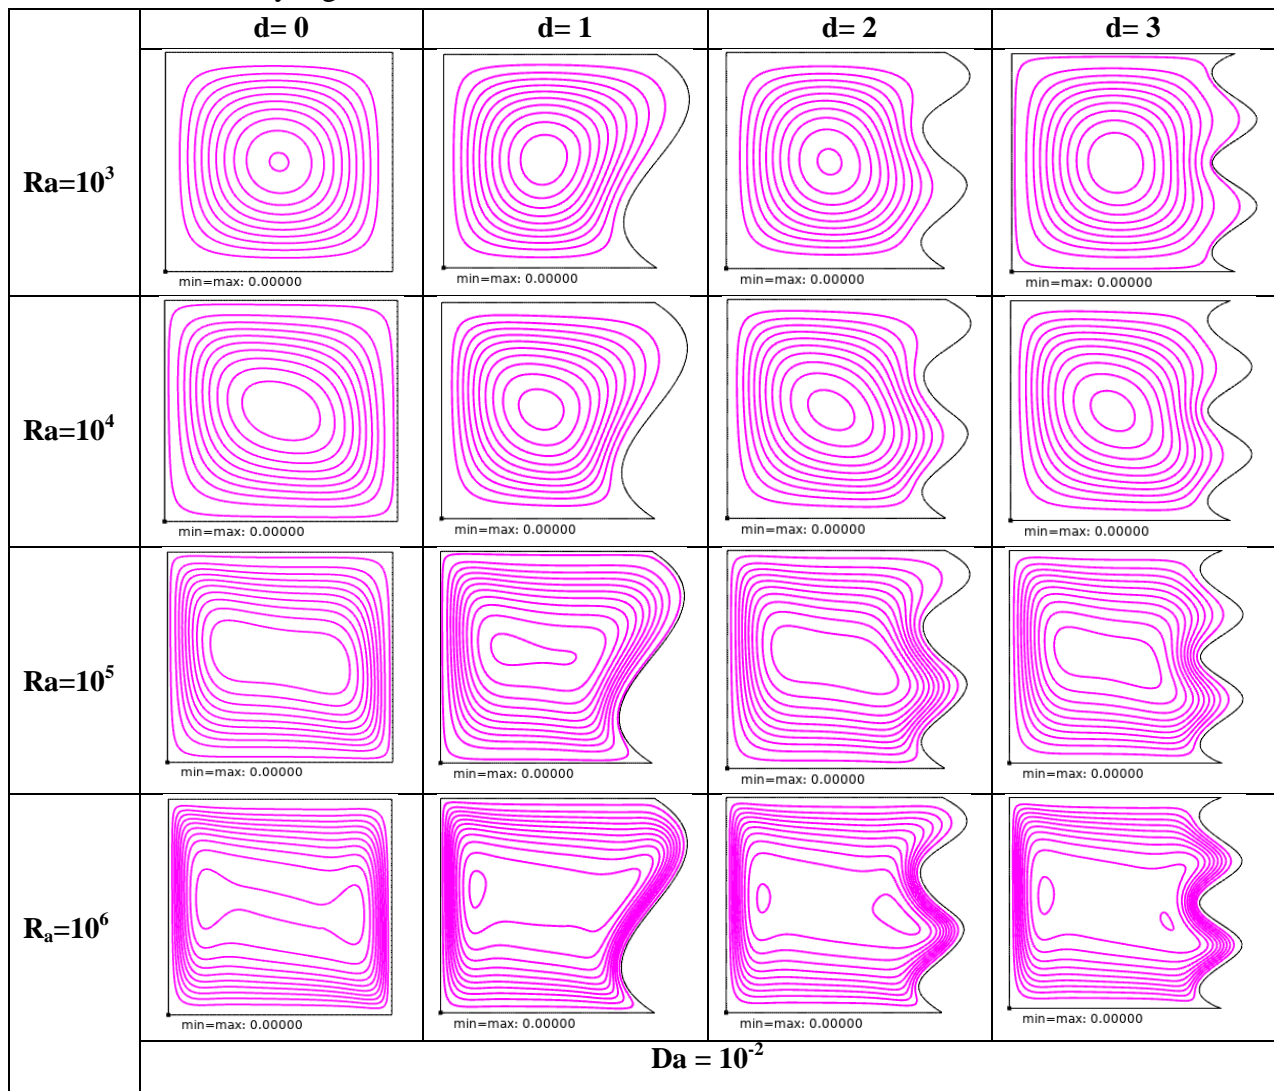 d= 0 d= 1 d= 2 d= 3
Ra=10³
min=max: 0.00000 min=max: 0.00000 min=max: 0.00000 min=max: 0.00000
Ra=10⁴
min=max: 0.00000 min=max: 0.00000 min=max: 0.00000 min=max: 0.00000
Ra=10⁵
min=max: 0.00000 min=max: 0.00000 min=max: 0.00000 min=max: 0.00000
Rₐ=10⁶
min=max: 0.00000 min=max: 0.00000 min=max: 0.00000 min=max: 0.00000
Da = 10⁻²